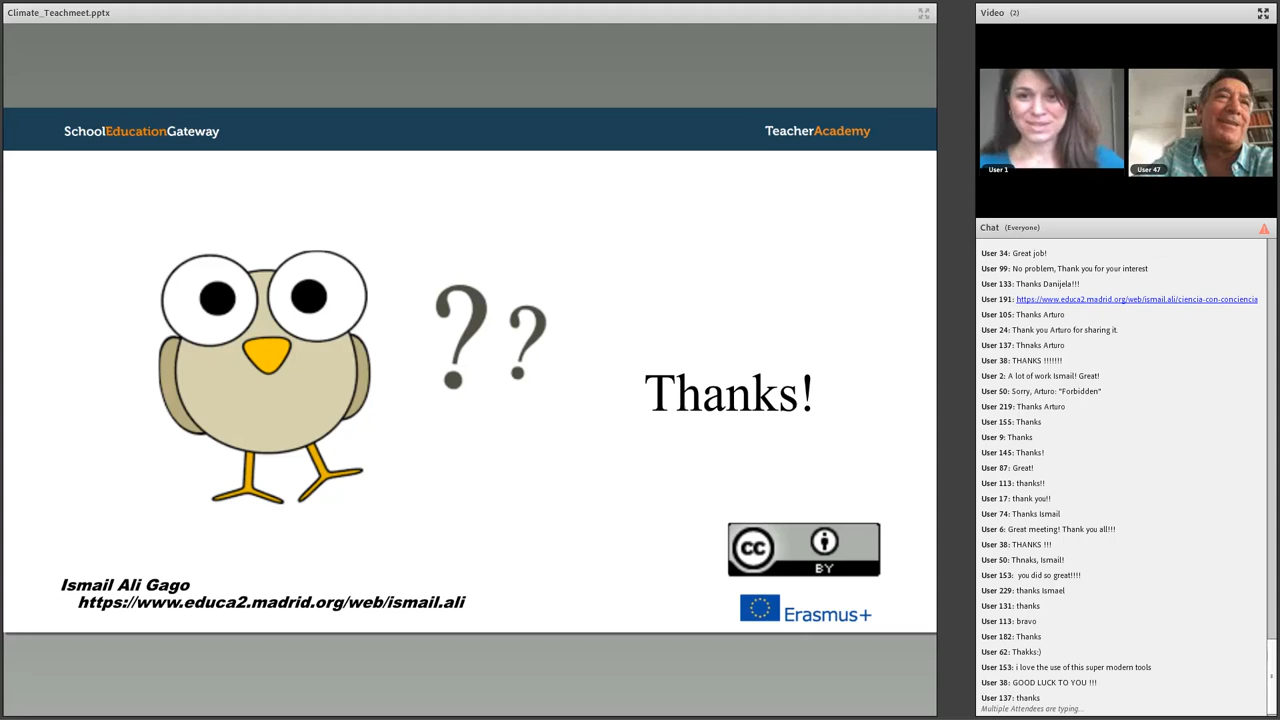 Climate_Teachmeet.pptx
SchoolEducationGateway
TeacherAcademy
??
Thanks!
cc
BY
Ismail Ali Gago
https://www.educa2.madrid.org/web/ismail.ali
Erasmus+
Video (2)
User 1
User 47
Chat (Everyone)
User 34: Great job!
User 99: No problem, Thank you for your interest
User 133: Thanks Danijela!!!
User 191: https://www.educa2.madrid.org/web/ismail.ali/ciencia-con-conciencia
User 105: Thanks Arturo
User 24: Thank you Arturo for sharing it.
User 137: Thnaks Arturo
User 38: THANKS !!!!!!!
User 2: A lot of work Ismail! Great!
User 50: Sorry, Arturo: "Forbidden"
User 219: Thanks Arturo
User 155: Thanks
User 9: Thanks
User 145: Thanks!
User 87: Great!
User 113: thanks!!
User 17: thank you!!
User 74: Thanks Ismail
User 6: Great meeting! Thank you all!!!
User 38: THANKS !!!
User 50: Thnaks, Ismail!
User 153: you did so great!!!!
User 229: thanks Ismael
User 131: thanks
User 113: bravo
User 182: Thanks
User 62: Thakks:)
User 153: i love the use of this super modern tools
User 38: GOOD LUCK TO YOU !!!
User 137: thanks
Multiple Attendees are typing...